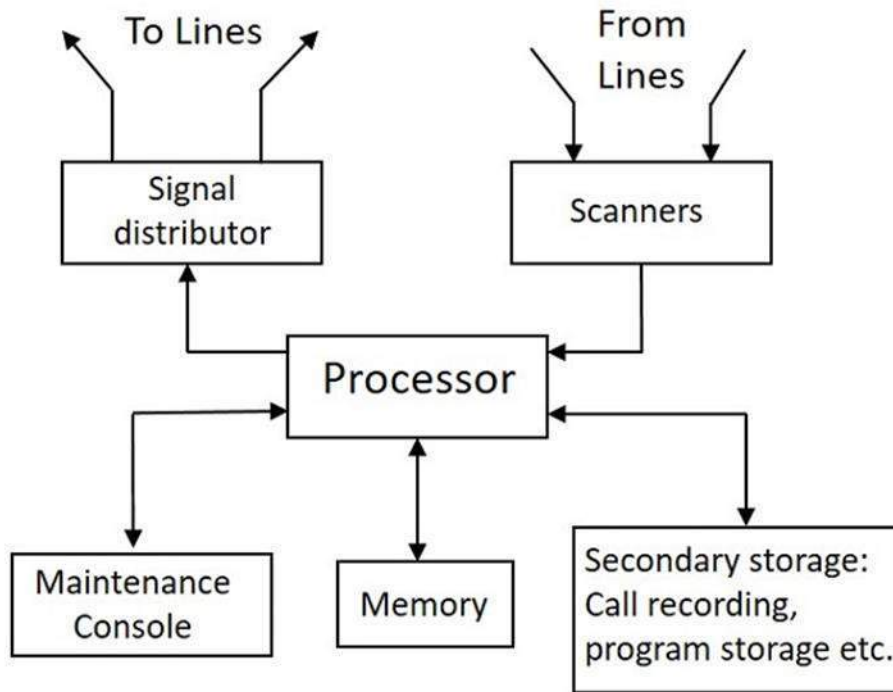 To Lines
From
Lines
Signal
distributor
Scanners
Processor
Maintenance
Console
Memory
Secondary storage:
Call recording,
program storage etc.